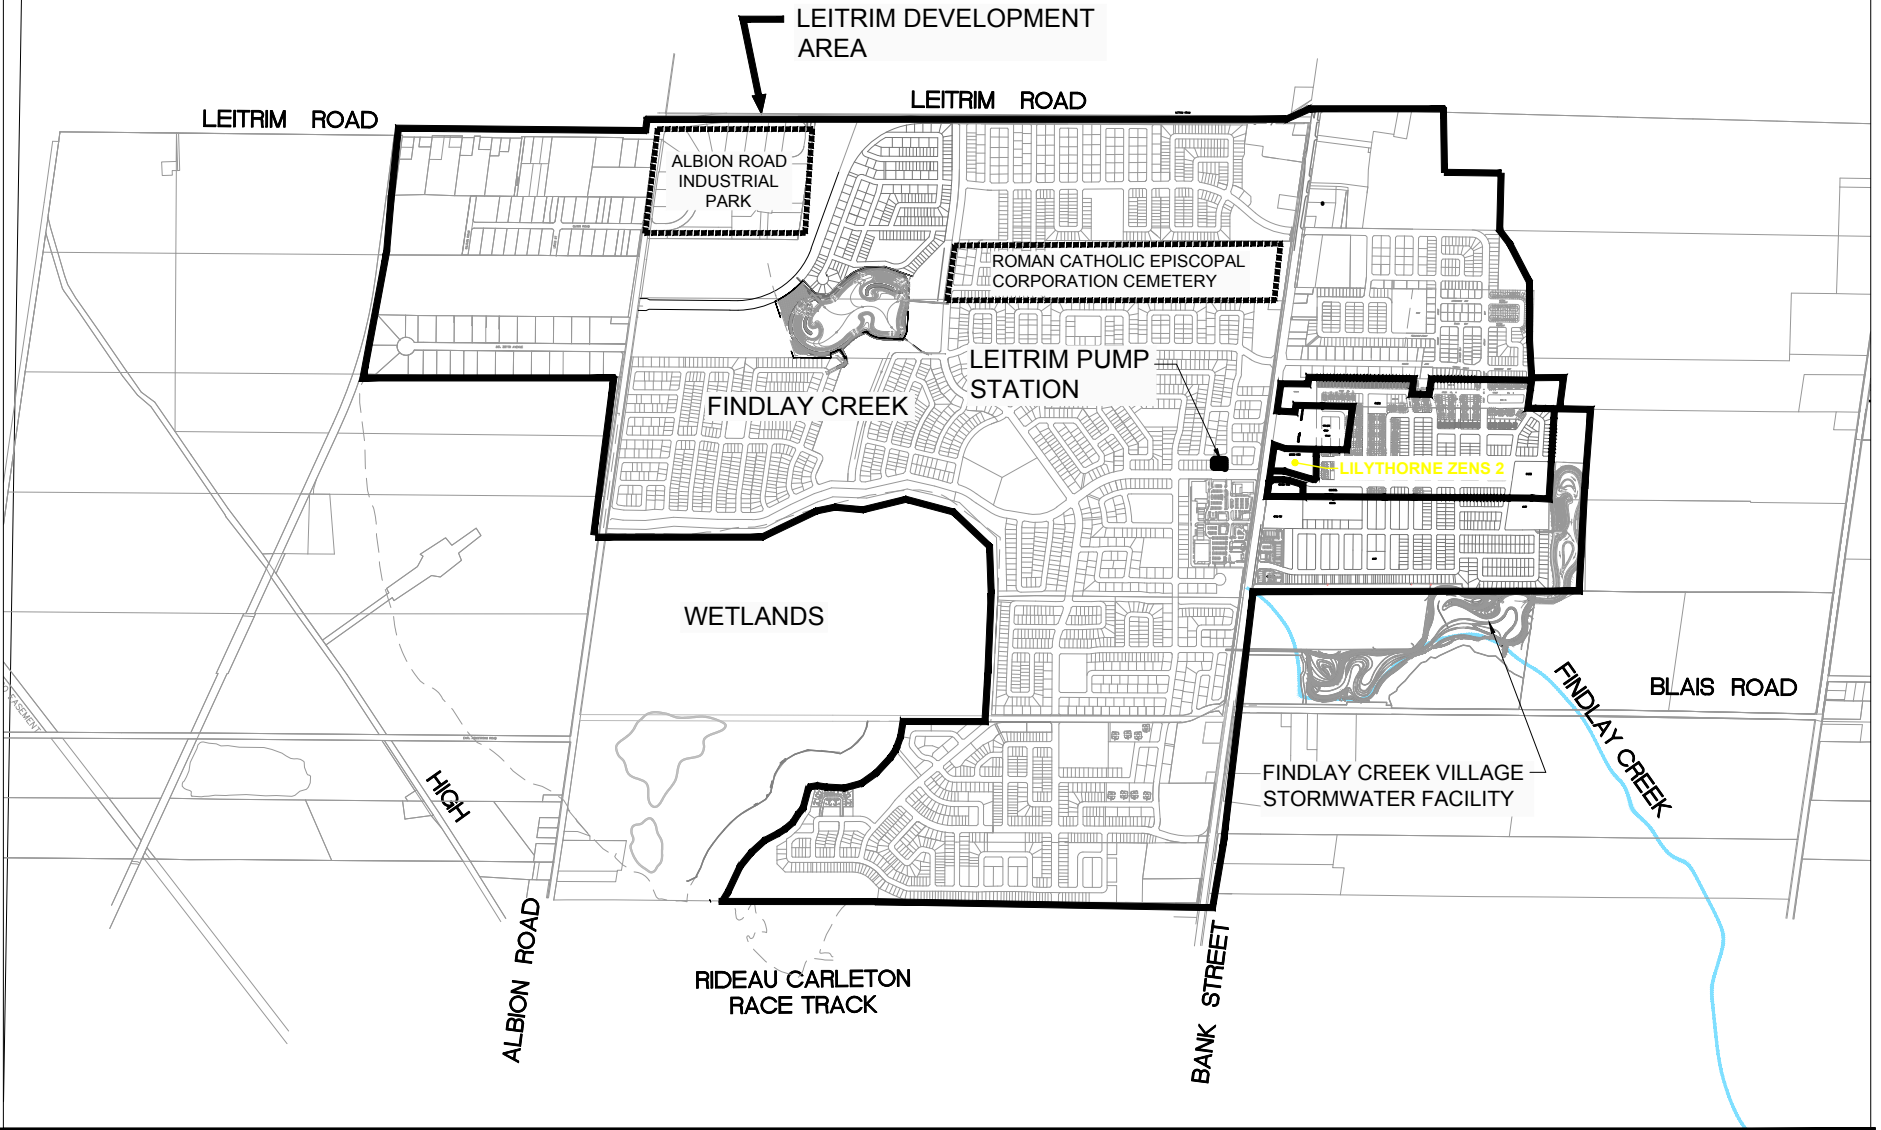 LEITRIM DEVELOPMENT
AREA
LEITRIM ROAD
LEITRIM ROAD
ALBION ROAD
INDUSTRIAL
PARK
ROMAN CATHOLIC EPISCOPAL
CORPORATION CEMETERY
LEITRIM PUMP
STATION
FINDLAY CREEK
LILYTHORNE ZENS 2
WETLANDS
BLAIS ROAD
FINDLAY CREEK
EASEMENT
HIGH
FINDLAY CREEK VILLAGE
STORMWATER FACILITY
ALBION ROAD
RIDEAU CARLETON
RACE TRACK
BANK STREET